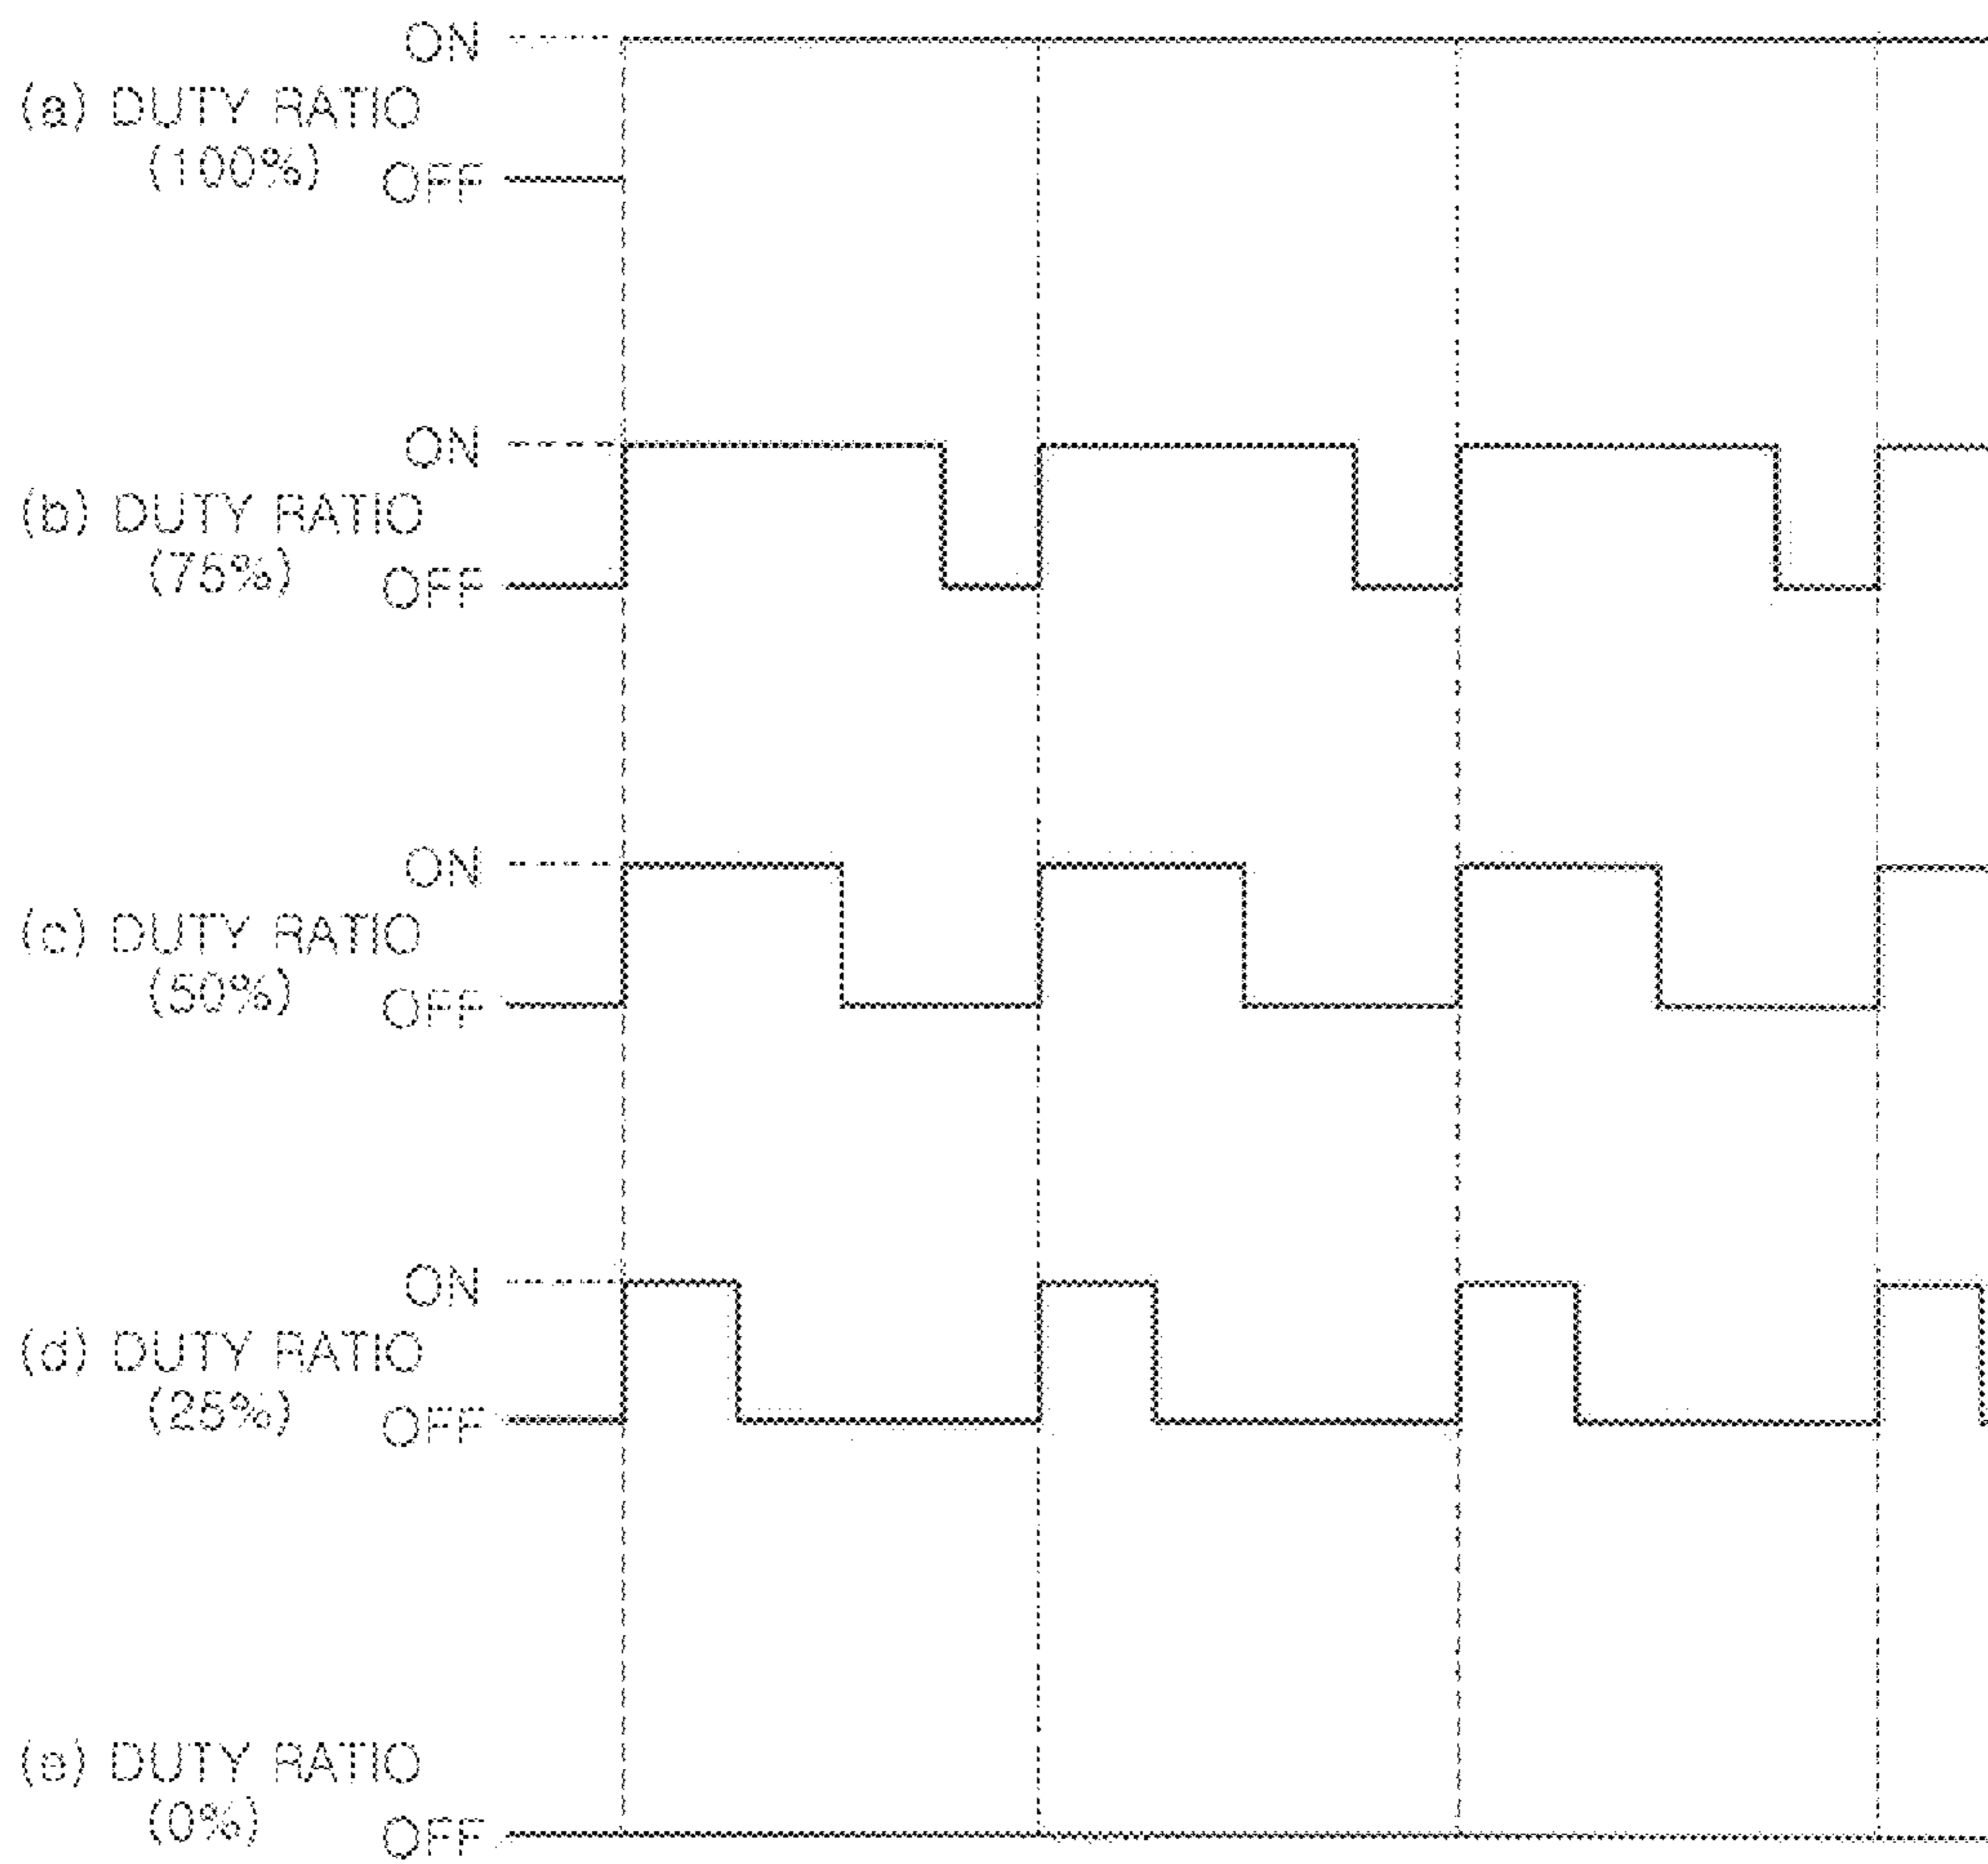 ON
(a) DUTY RATIO
(100%)
OFF
ON
(b) DUTY RATIO
(75%)
OFF
ON
(c) DUTY RATIO
(50%)
OFF
ON
(d) DUTY RATIO
(25%)
OFF
(e) DUTY RATIO
(0%)
OFF